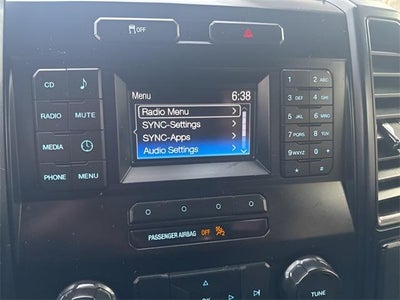 OFF
Menu 6:38
Radio Menu
SYNC-Settings
SYNC-Apps
Audio Settings
CD
RADIO MUTE
MEDIA
PHONE MENU
1 2 ABC
3 DEF 4 GHI
5 JKL 6 MNO
7 PRS 8 TUV
9 WXYZ 0 +
* #
PASSENGER AIRBAG OFF
OK
TUNE